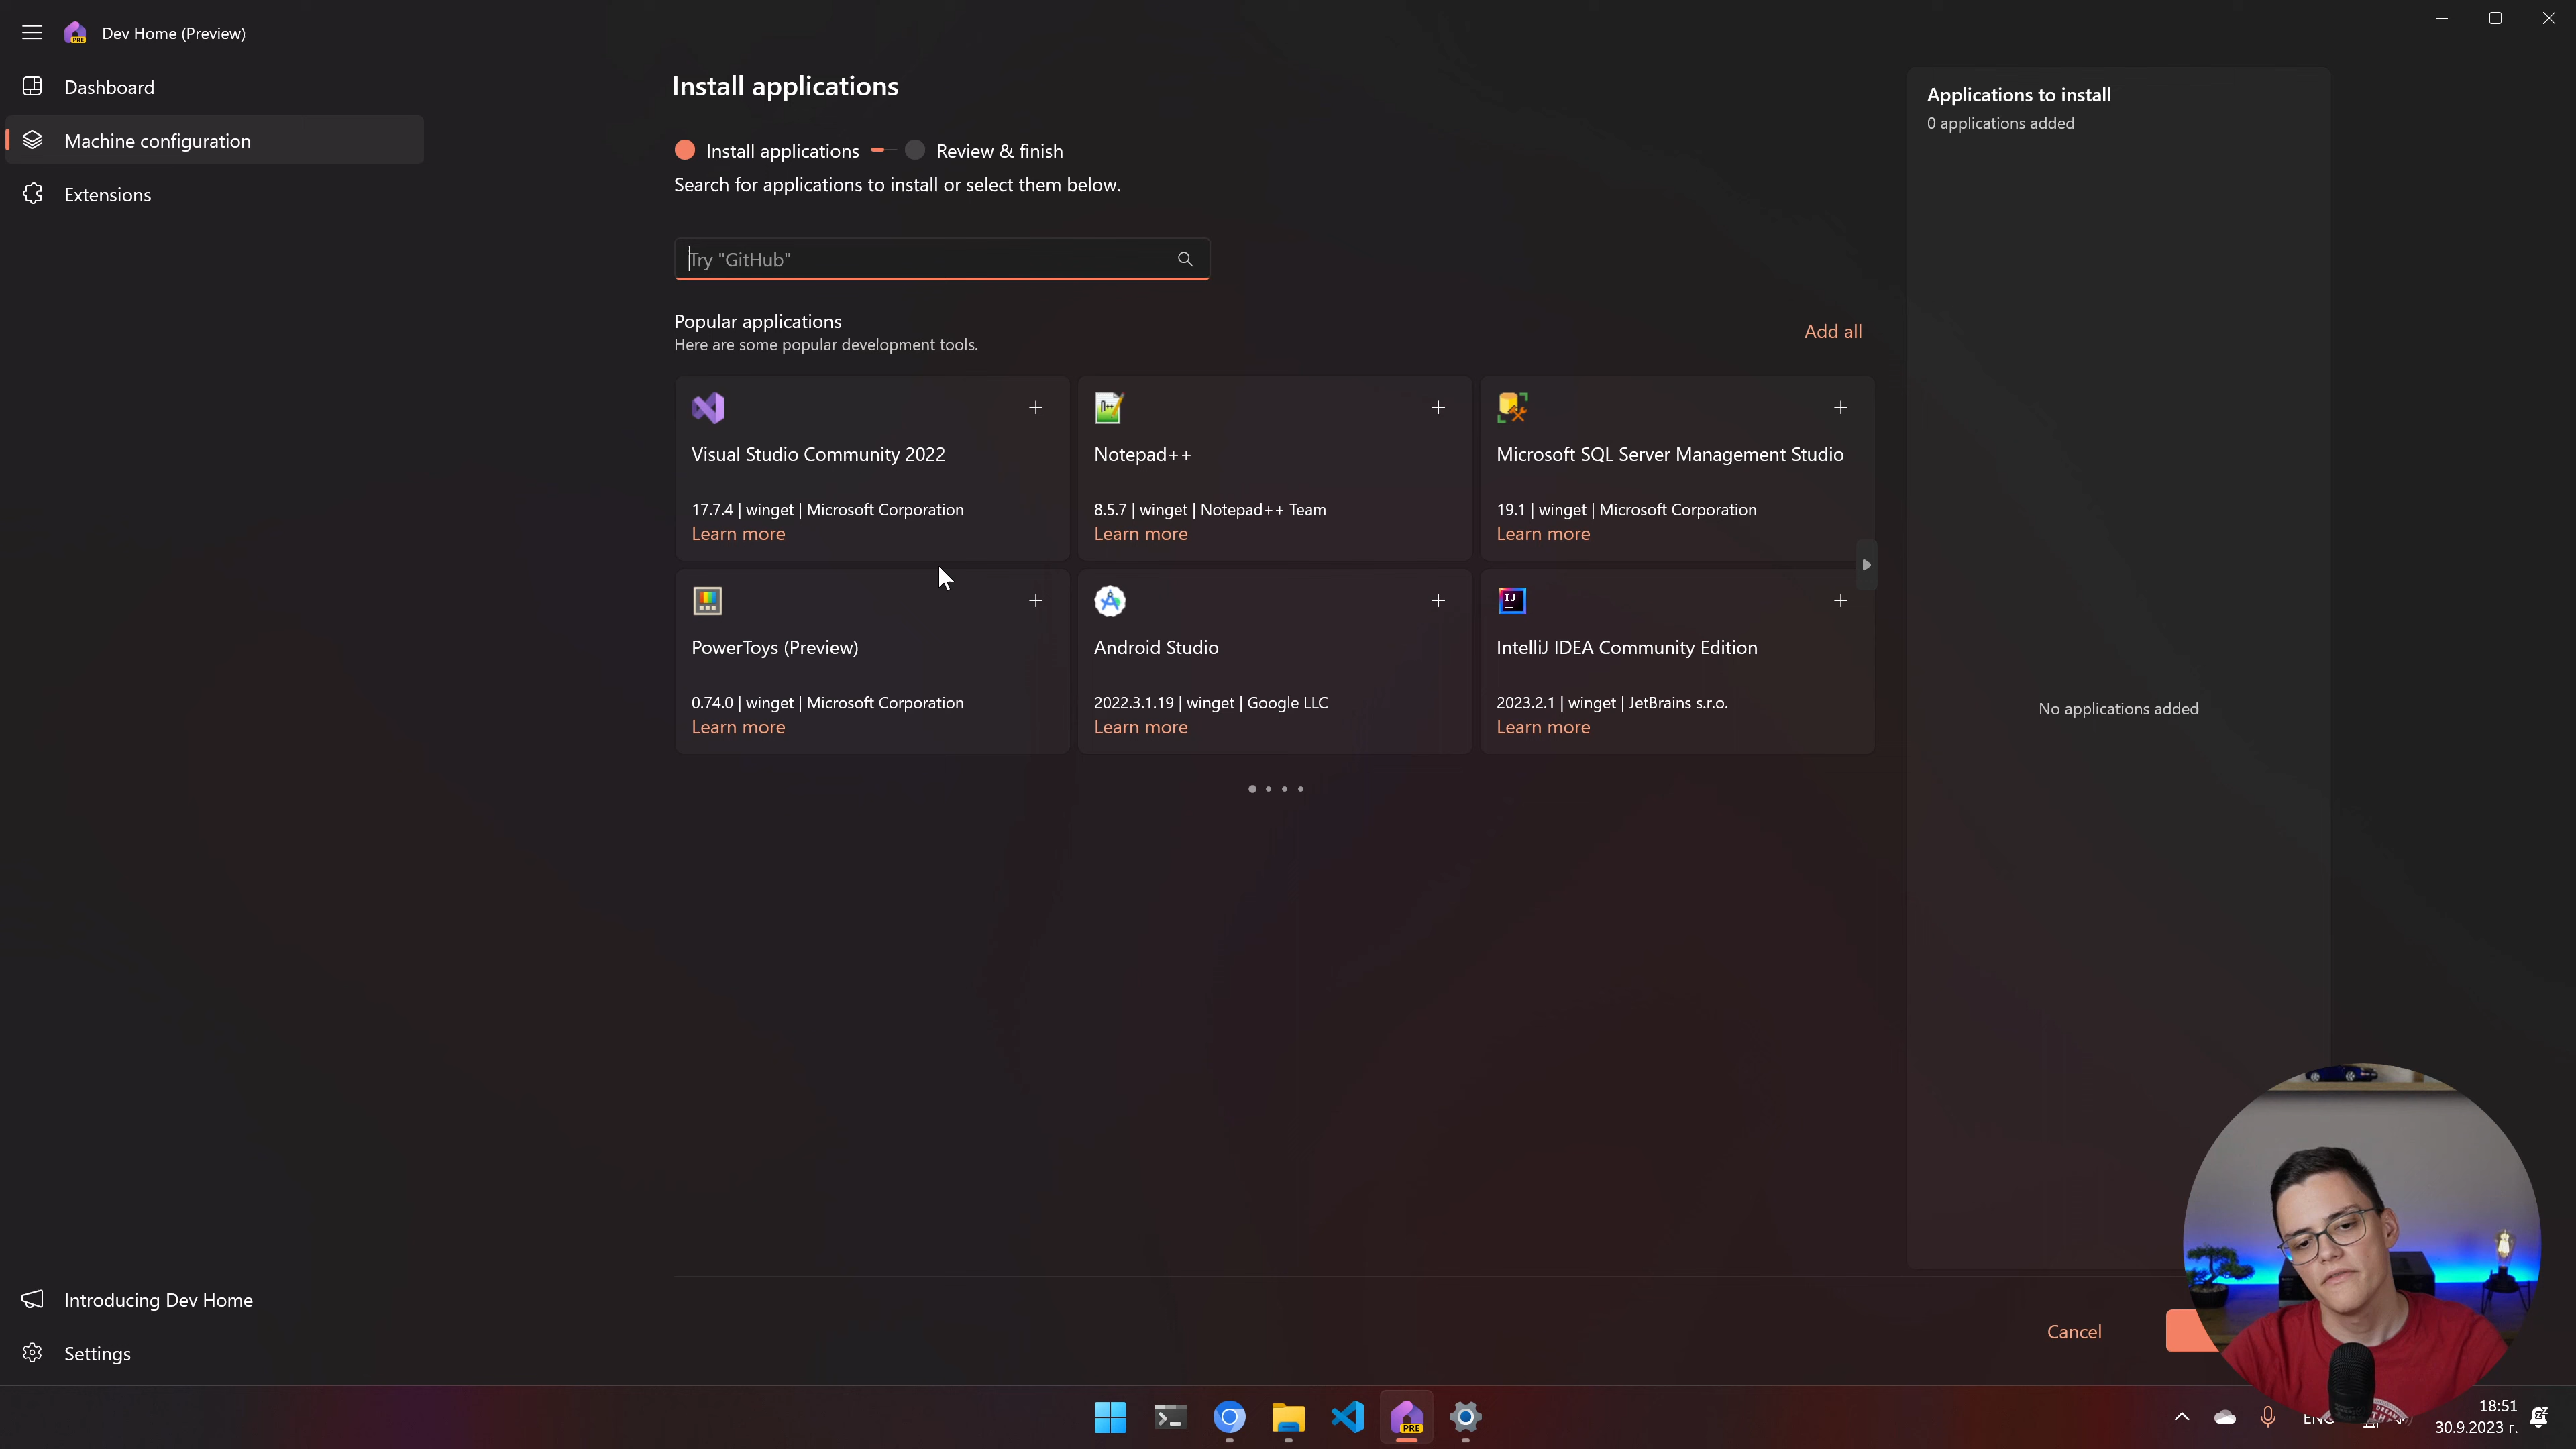 Dev Home (Preview)
Dashboard
Machine configuration
Extensions
Install applications
Install applications
Review & finish
Search for applications to install or select them below.
Try "GitHub"
Popular applications
Here are some popular development tools.
Add all
Visual Studio Community 2022
17.7.4 | winget | Microsoft Corporation
Learn more
Notepad++
8.5.7 | winget | Notepad++ Team
Learn more
Microsoft SQL Server Management Studio
19.1 | winget | Microsoft Corporation
Learn more
PowerToys (Preview)
0.74.0 | winget | Microsoft Corporation
Learn more
Android Studio
2022.3.1.19 | winget | Google LLC
Learn more
IntelliJ IDEA Community Edition
2023.2.1 | winget | JetBrains s.r.o.
Learn more
Applications to install
0 applications added
No applications added
Cancel
Introducing Dev Home
Settings
PRE
PRE
18:51
30.9.2023 г.